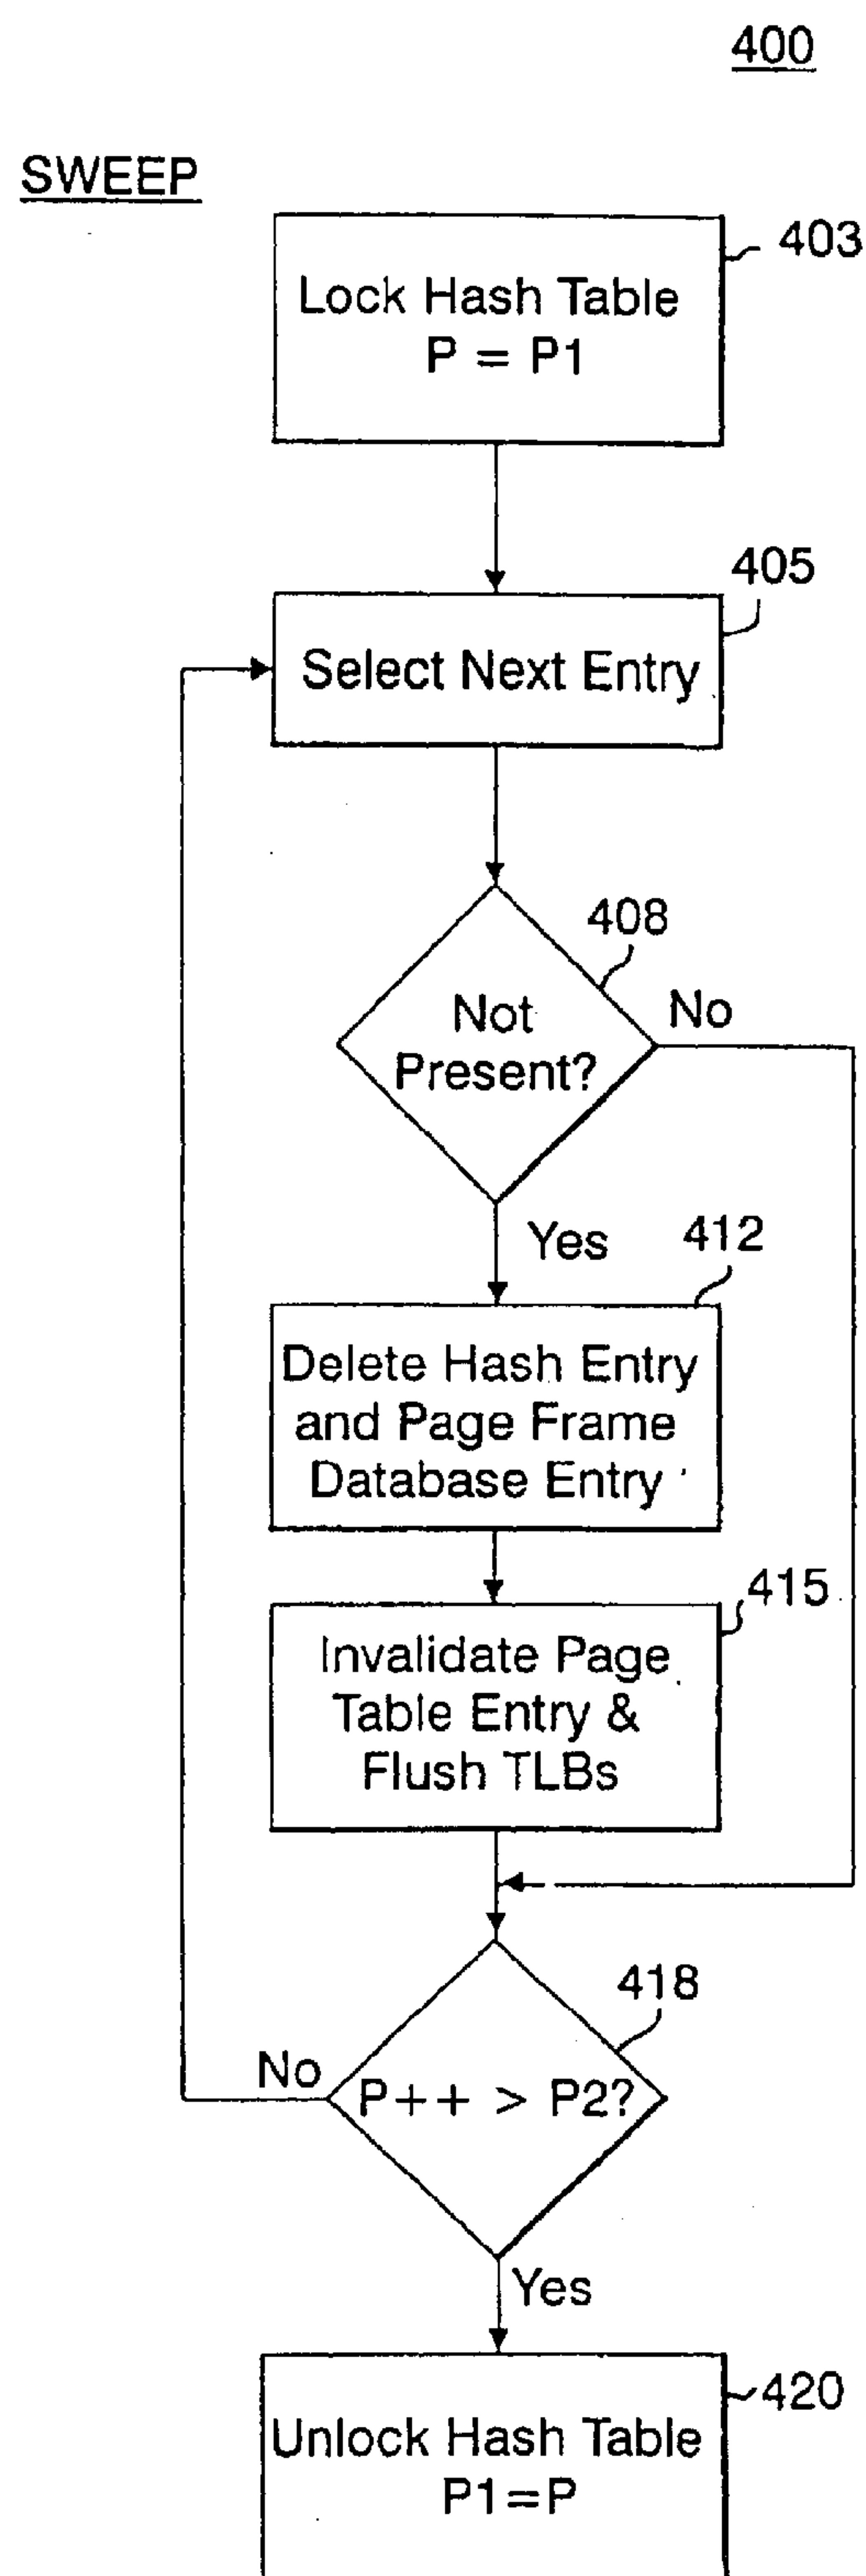 400
SWEEP
403
Lock Hash Table
P = P1
405
Select Next Entry
408
Not
Present?
No
Yes
412
Delete Hash Entry
and Page Frame
Database Entry
415
Invalidate Page
Table Entry &
Flush TLBs
418
No
P++ > P2?
Yes
420
Unlock Hash Table
P1=P